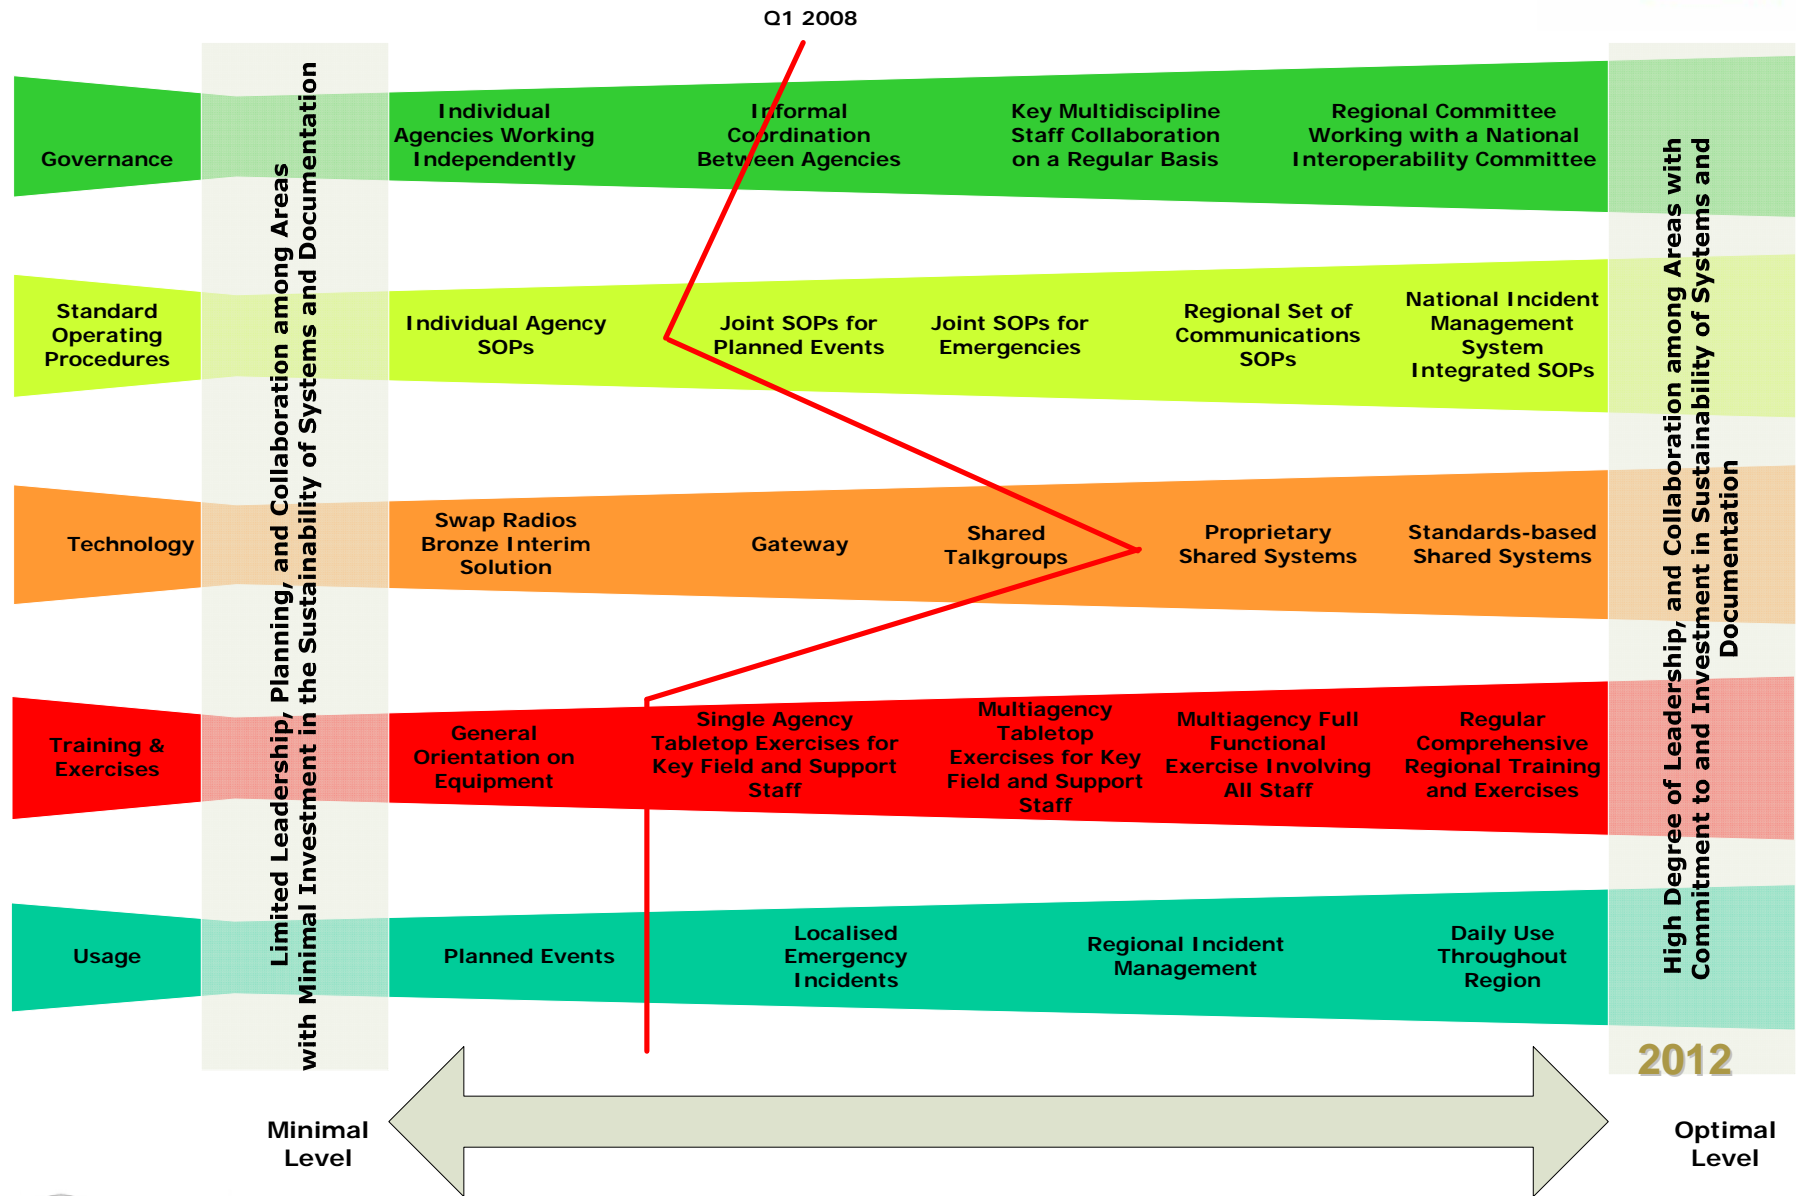 Q1 2008
Limited Leadership, Planning, and Collaboration among Areas
with Minimal Investment in the Sustainability of Systems and Documentation
Governance
Individual
Agencies Working
Independently
Informal
Coordination
Between Agencies
Key Multidiscipline
Staff Collaboration
on a Regular Basis
Regional Committee
Working with a National
Interoperability Committee
Standard
Operating
Procedures
Individual Agency
SOPs
Joint SOPs for
Planned Events
Joint SOPs for
Emergencies
Regional Set of
Communications
SOPs
National Incident
Management
System
Integrated SOPs
Technology
Swap Radios
Bronze Interim
Solution
Gateway
Shared
Talkgroups
Proprietary
Shared Systems
Standards-based
Shared Systems
Training &
Exercises
General
Orientation on
Equipment
Single Agency
Tabletop Exercises for
Key Field and Support
Staff
Multiagency
Tabletop
Exercises for Key
Field and Support
Staff
Multiagency Full
Functional
Exercise Involving
All Staff
Regular
Comprehensive
Regional Training
and Exercises
Usage
Planned Events
Localised
Emergency
Incidents
Regional Incident
Management
Daily Use
Throughout
Region
High Degree of Leadership, and Collaboration among Areas with
Commitment to and Investment in Sustainability of Systems and
Documentation
2012
Minimal
Level
Optimal
Level